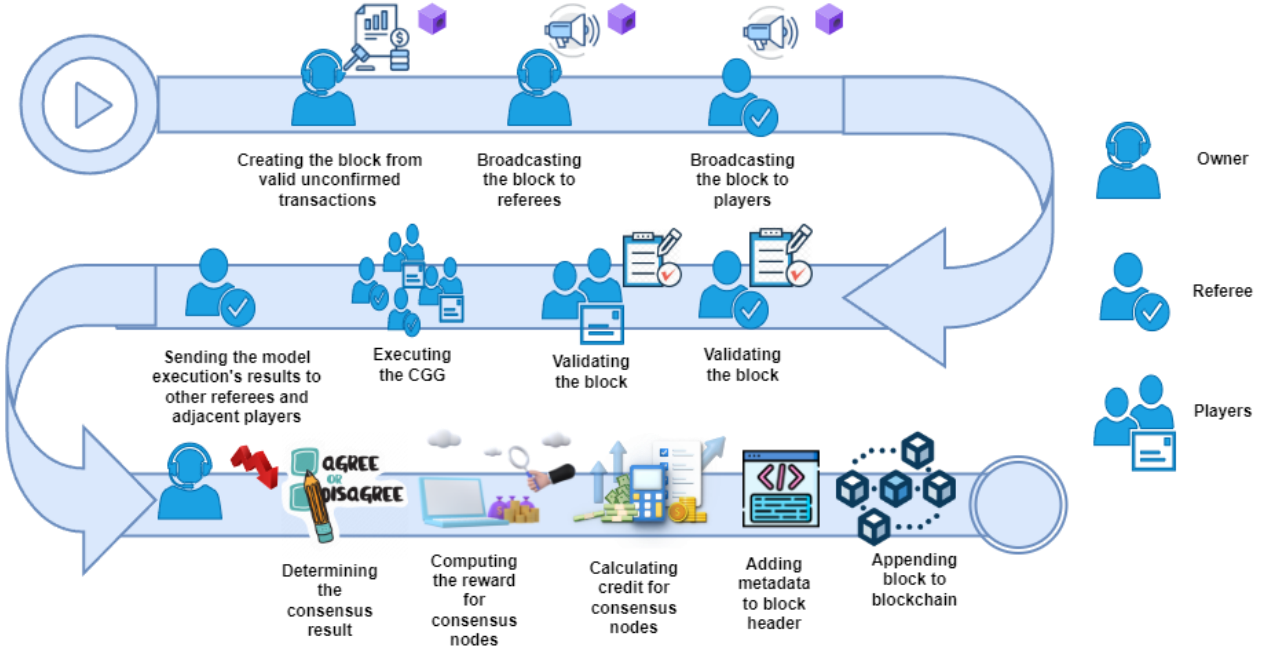 Creating the block from
valid unconfirmed
transactions
Broadcasting
the block to
referees
Broadcasting
the block to
players
Owner
Referee
Players
Sending the model
execution's results to
other referees and
adjacent players
Executing
the CGG
Validating
the block
Validating
the block
AGREE
OR
DISAGREE
Determining
the
consensus
result
Computing
the reward
for
consensus
nodes
Calculating
credit for
consensus
nodes
</>
Adding
metadata
to block
header
Appending
block to
blockchain